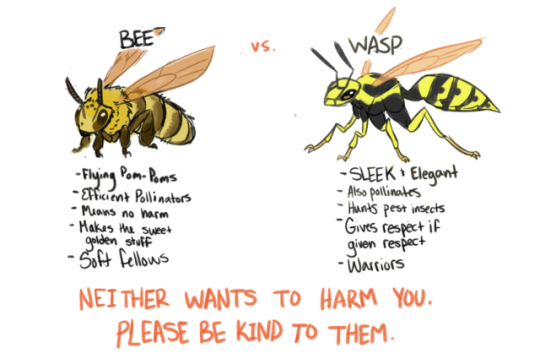 BEE
vs.
WASP
- Flying Pom-Poms
- Efficient Pollinators
- Means no harm
- Makes the sweet
golden stuff
- Soft fellows
- SLEEK & Elegant
- Also pollinates
- Hunts pest insects
- Gives respect if
given respect
- Warriors
NEITHER WANTS TO HARM YOU.
PLEASE BE KIND TO THEM.